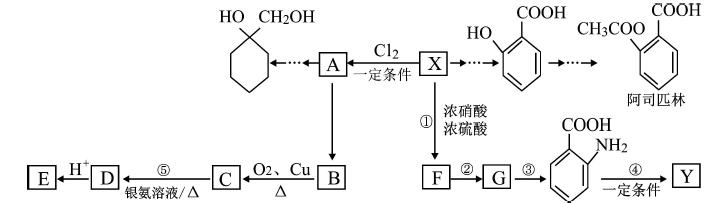 HO CH₂OH
COOH
HO
COOH
CH₃COO
阿司匹林
A Cl₂ X
一定条件
① 浓硝酸
浓硫酸
COOH
NH₂
E H⁺ D ⑤ C O₂、Cu B
银氨溶液/△ △
F ② G ③ ④ Y
一定条件